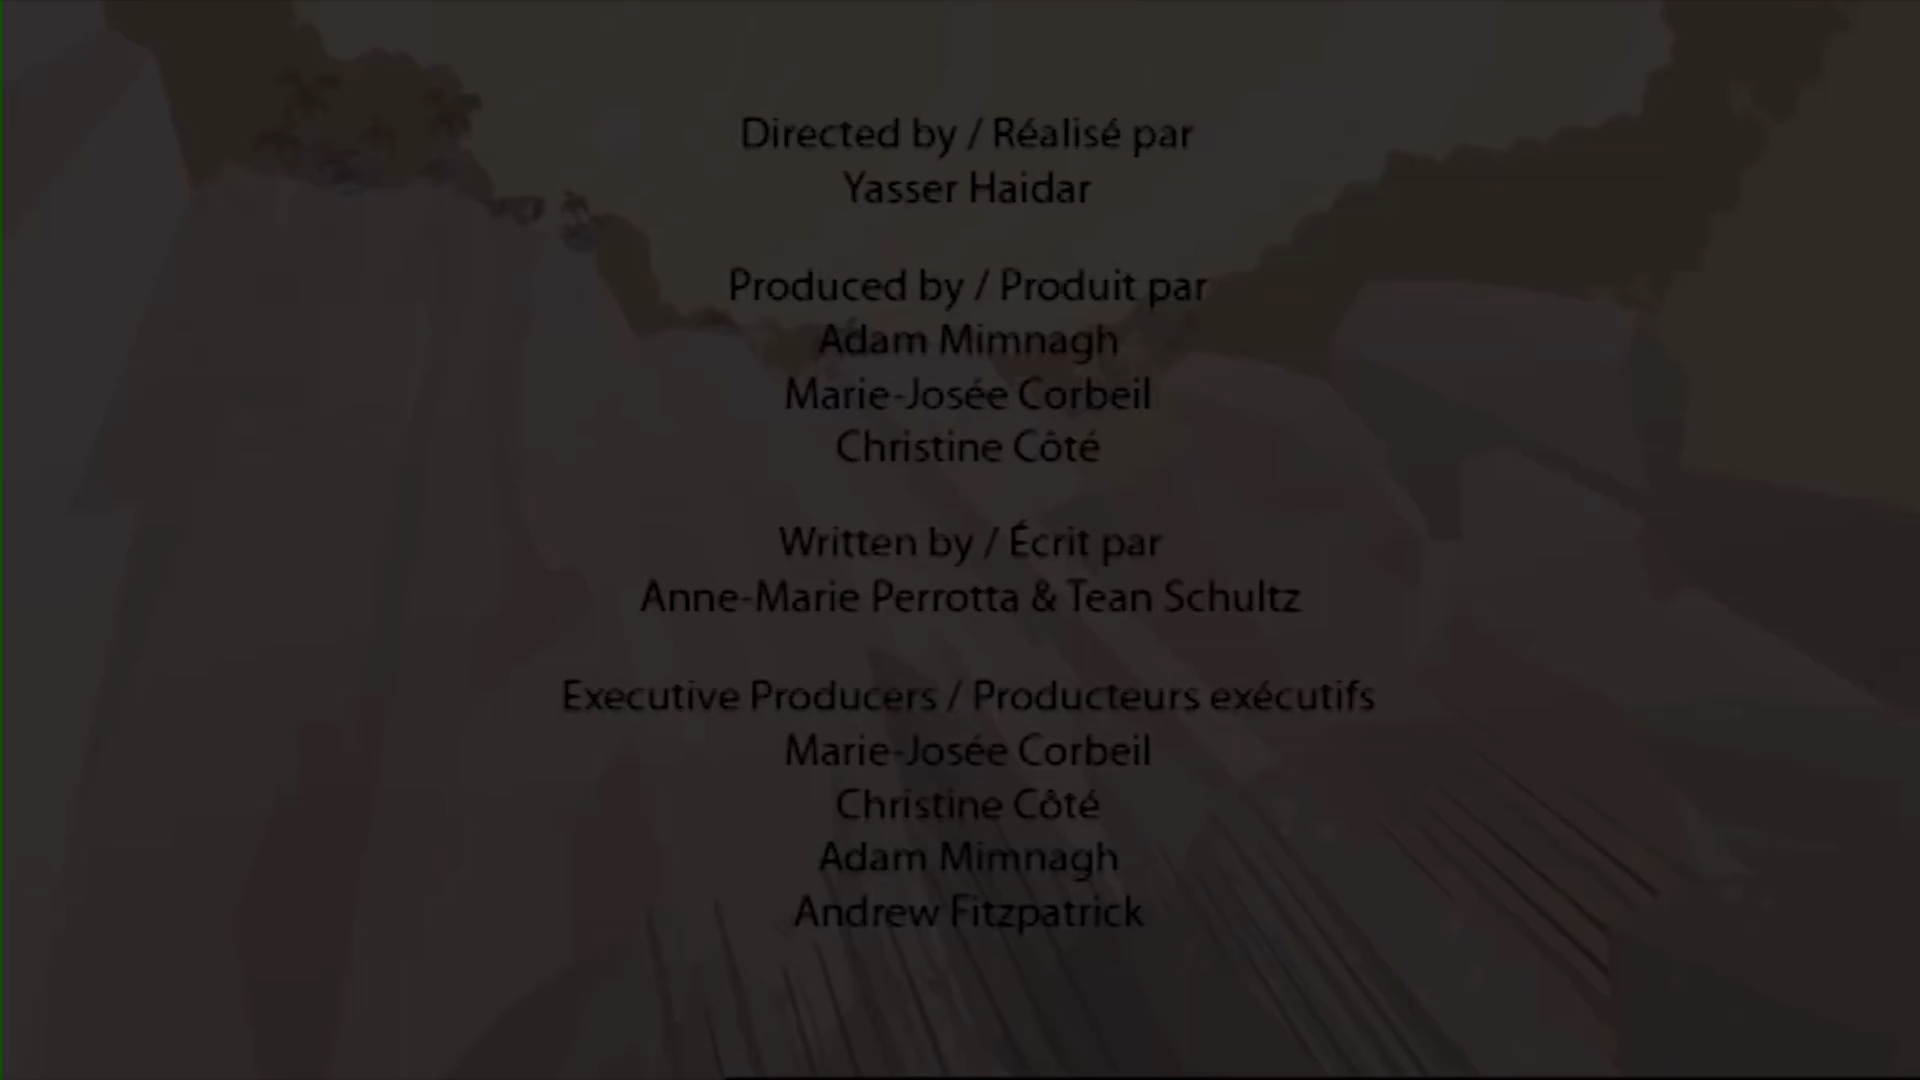 Directed by / Réalisé par
Yasser Haidar
Produced by / Produit par
Adam Mimnagh
Marie-Josée Corbeil
Christine Côté
Written by / Écrit par
Anne-Marie Perrotta & Tean Schultz
Executive Producers / Producteurs exécutifs
Marie-Josée Corbeil
Christine Côté
Adam Mimnagh
Andrew Fitzpatrick